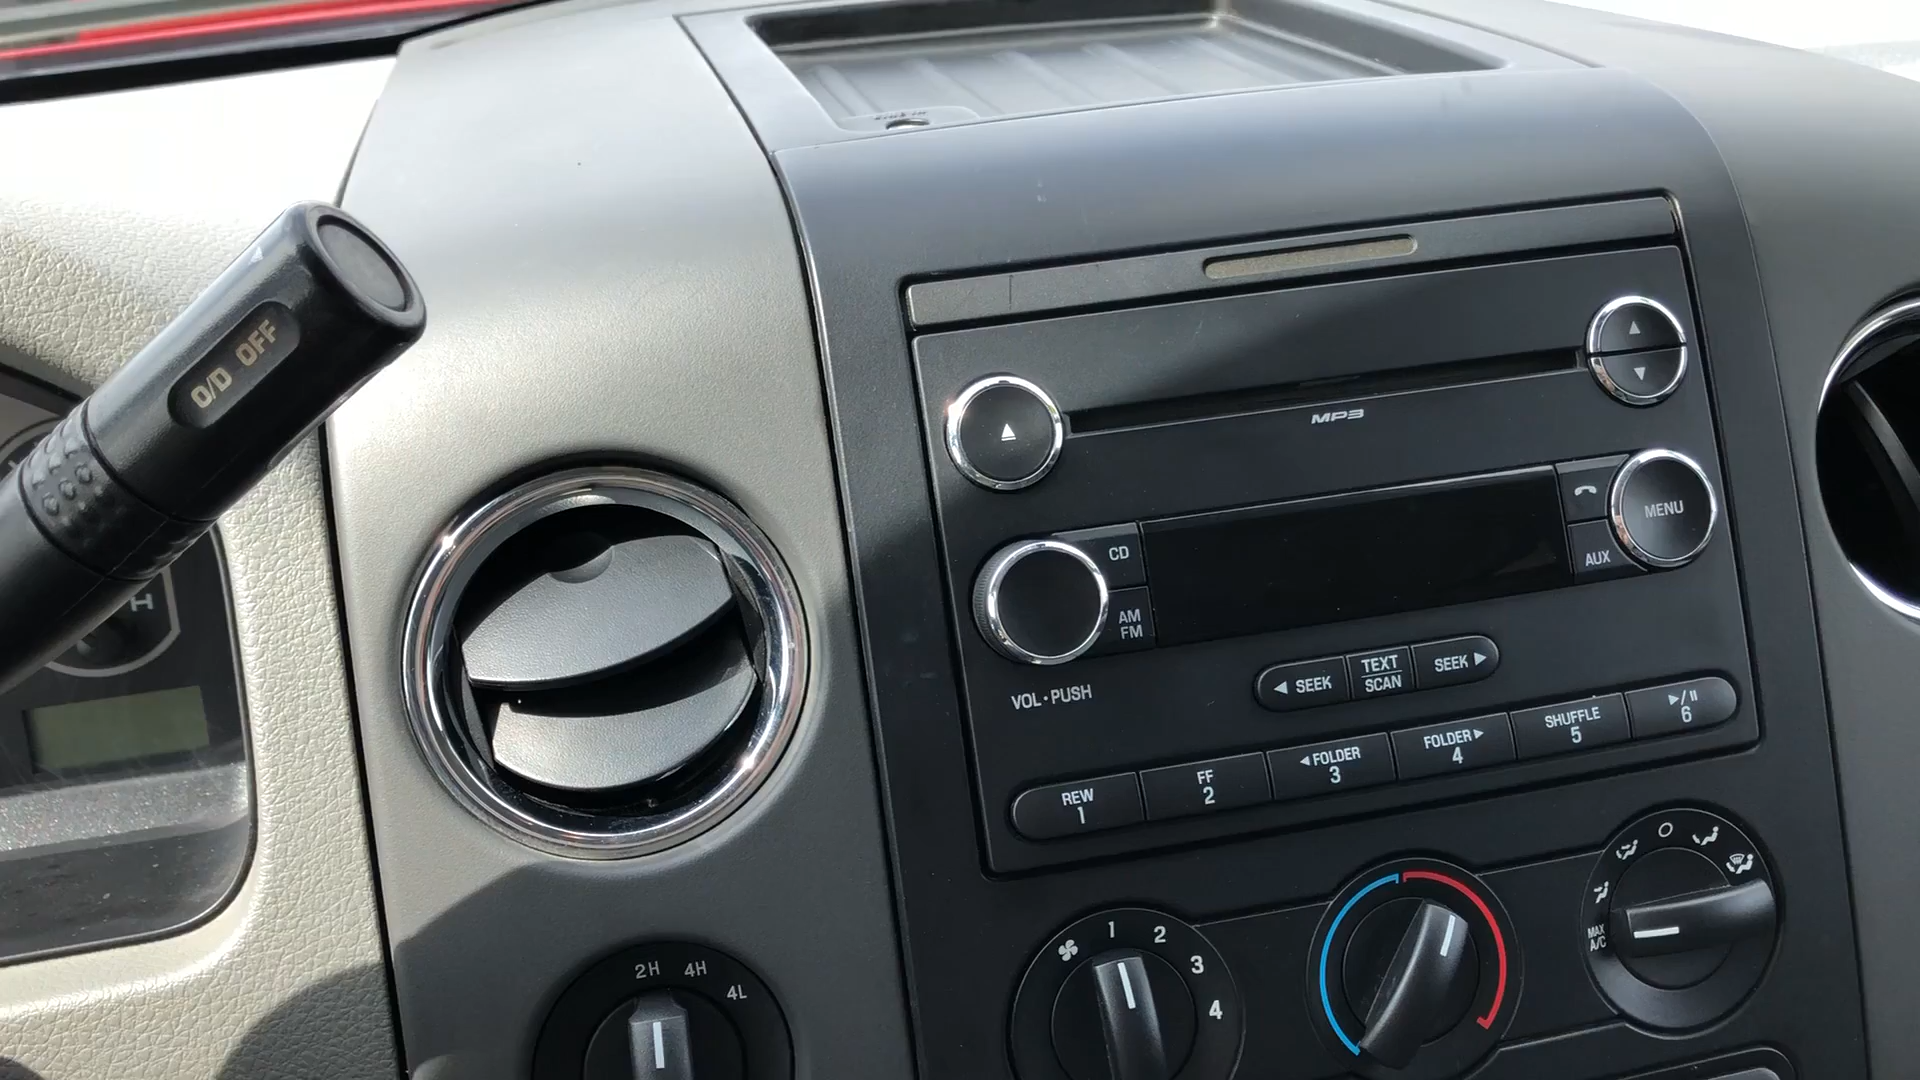 O/D OFF
MP3
MENU
CD
AUX
AM
FM
VOL•PUSH
◀ SEEK
TEXT
SCAN
SEEK ▶
REW
1
FF
2
◀FOLDER
3
FOLDER▶
4
SHUFFLE
5
▶/II
6
H
2H 4H 4L
1 2 3 4
MAX
A/C